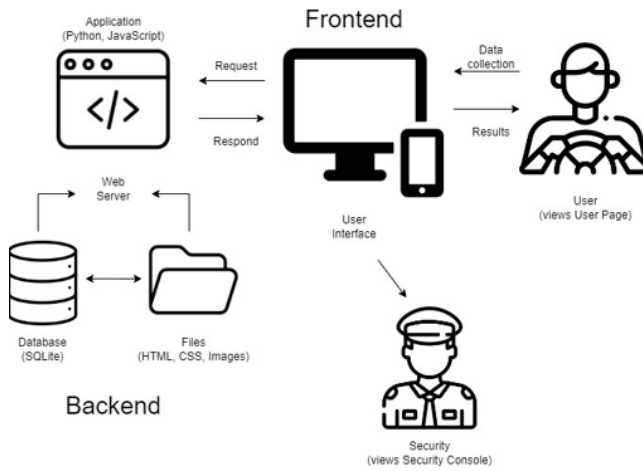 Frontend
Application
(Python, JavaScript)
Request
Respond
Data
collection
Results
User
(views User Page)
Web
Server
User
Interface
Database
(SQLite)
Files
(HTML, CSS, Images)
Backend
Security
(views Security Console)